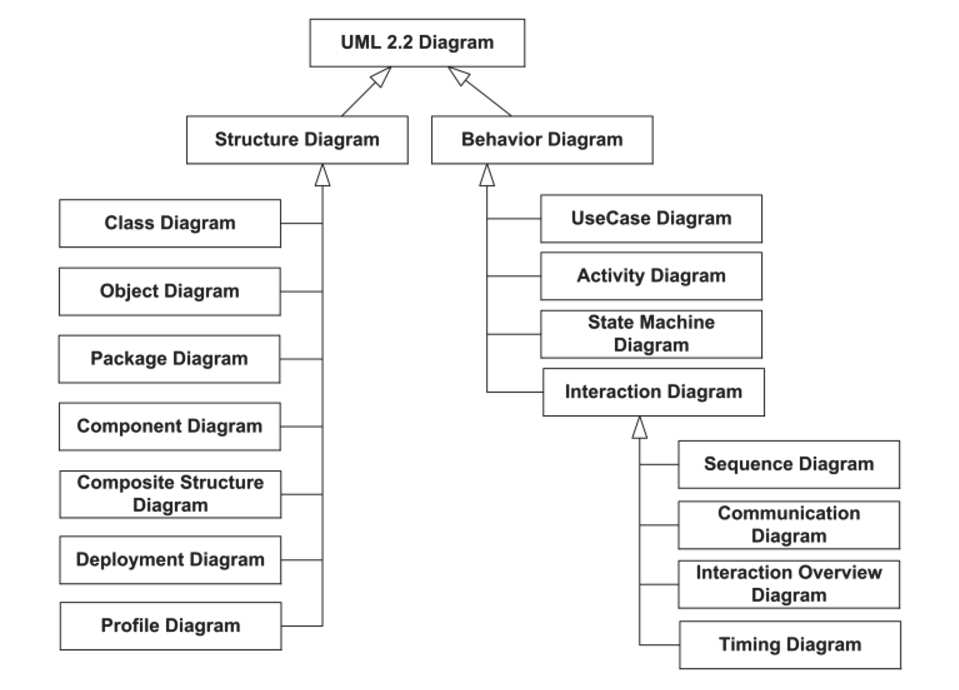 UML 2.2 Diagram
Structure Diagram
Behavior Diagram
Class Diagram
Object Diagram
Package Diagram
Component Diagram
Composite Structure
Diagram
Deployment Diagram
Profile Diagram
UseCase Diagram
Activity Diagram
State Machine
Diagram
Interaction Diagram
Sequence Diagram
Communication
Diagram
Interaction Overview
Diagram
Timing Diagram